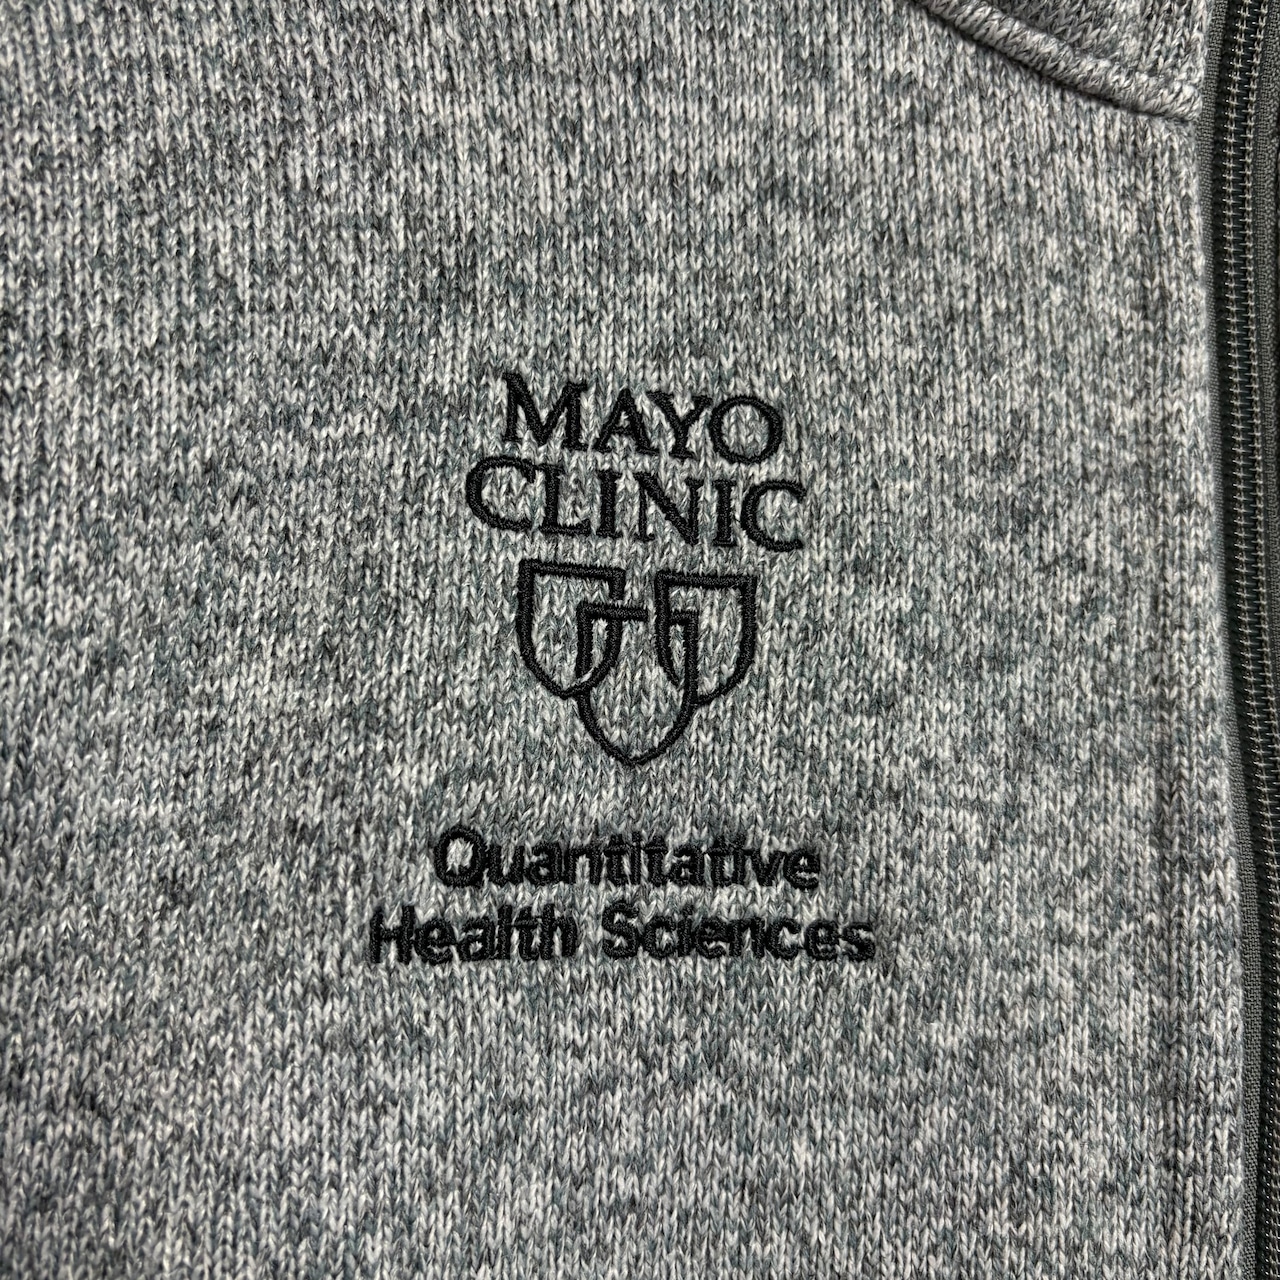 MAYO
CLINIC
Quantitative
Health Sciences